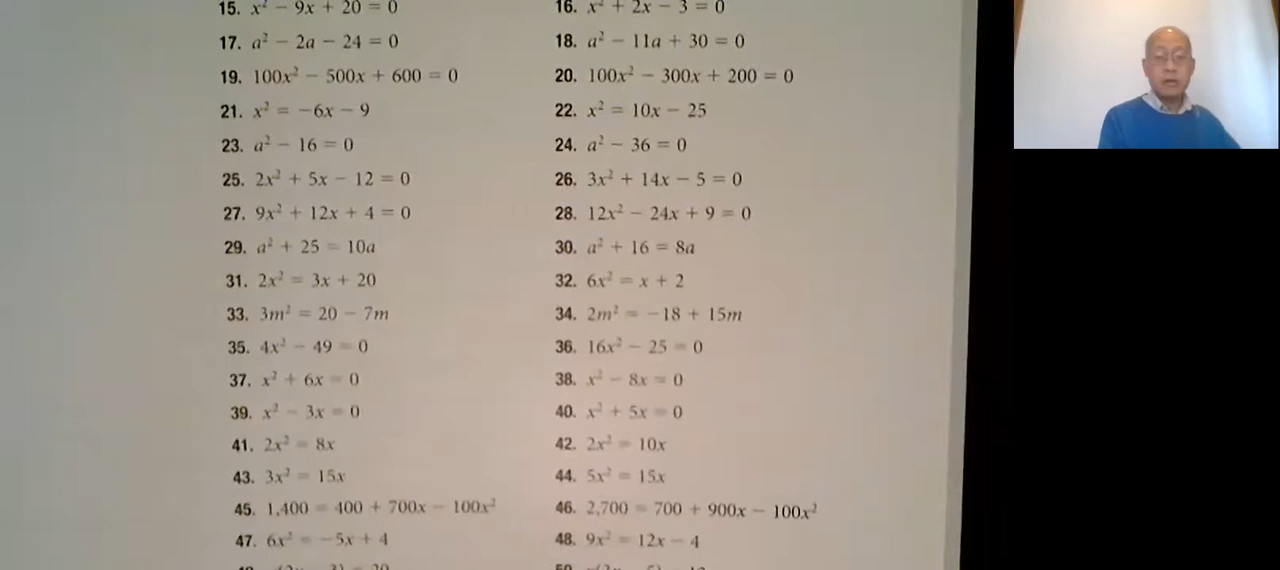 15. x² − 9x + 20 = 0 16. x² + 2x − 3 = 0
17. a² − 2a − 24 = 0 18. a² − 11a + 30 = 0
19. 100x² − 500x + 600 = 0 20. 100x² − 300x + 200 = 0
21. x² = −6x − 9 22. x² = 10x − 25
23. a² − 16 = 0 24. a² − 36 = 0
25. 2x² + 5x − 12 = 0 26. 3x² + 14x − 5 = 0
27. 9x² + 12x + 4 = 0 28. 12x² − 24x + 9 = 0
29. a² + 25 = 10a 30. a² + 16 = 8a
31. 2x² = 3x + 20 32. 6x² = x + 2
33. 3m² = 20 − 7m 34. 2m² = −18 + 15m
35. 4x² − 49 = 0 36. 16x² − 25 = 0
37. x² + 6x = 0 38. x² − 8x = 0
39. x² − 3x = 0 40. x² + 5x = 0
41. 2x² = 8x 42. 2x² = 10x
43. 3x² = 15x 44. 5x² = 15x
45. 1,400 = 400 + 700x − 100x² 46. 2,700 = 700 + 900x − 100x²
47. 6x² = −5x + 4 48. 9x² = 12x − 4